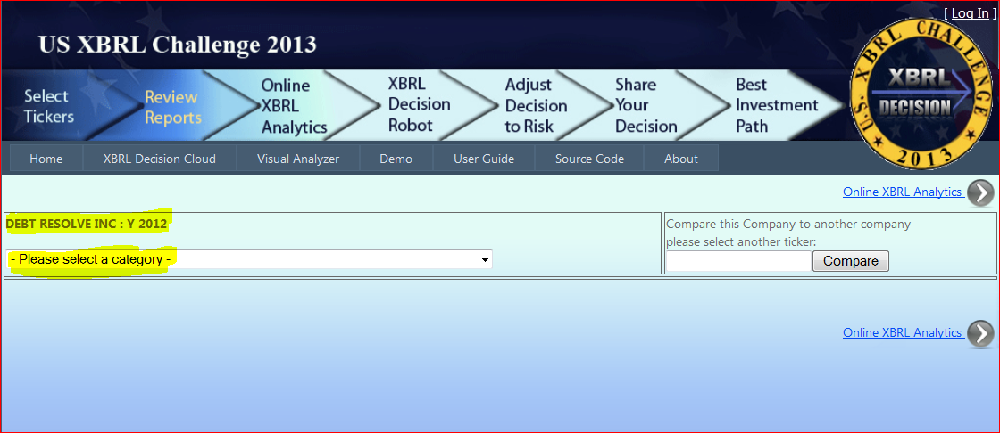 [ Log In ]
US XBRL Challenge 2013
Select
Tickers
Review
Reports
Online
XBRL
Analytics
XBRL
Decision
Robot
Adjust
Decision
to Risk
Share
Your
Decision
Best
Investment
Path
U.S. XBRL CHALLENGE
XBRL
DECISION
2013
Home
XBRL Decision Cloud
Visual Analyzer
Demo
User Guide
Source Code
About
Online XBRL Analytics
DEBT RESOLVE INC : Y 2012
- Please select a category -
Compare this Company to another company
please select another ticker:
Compare
Online XBRL Analytics